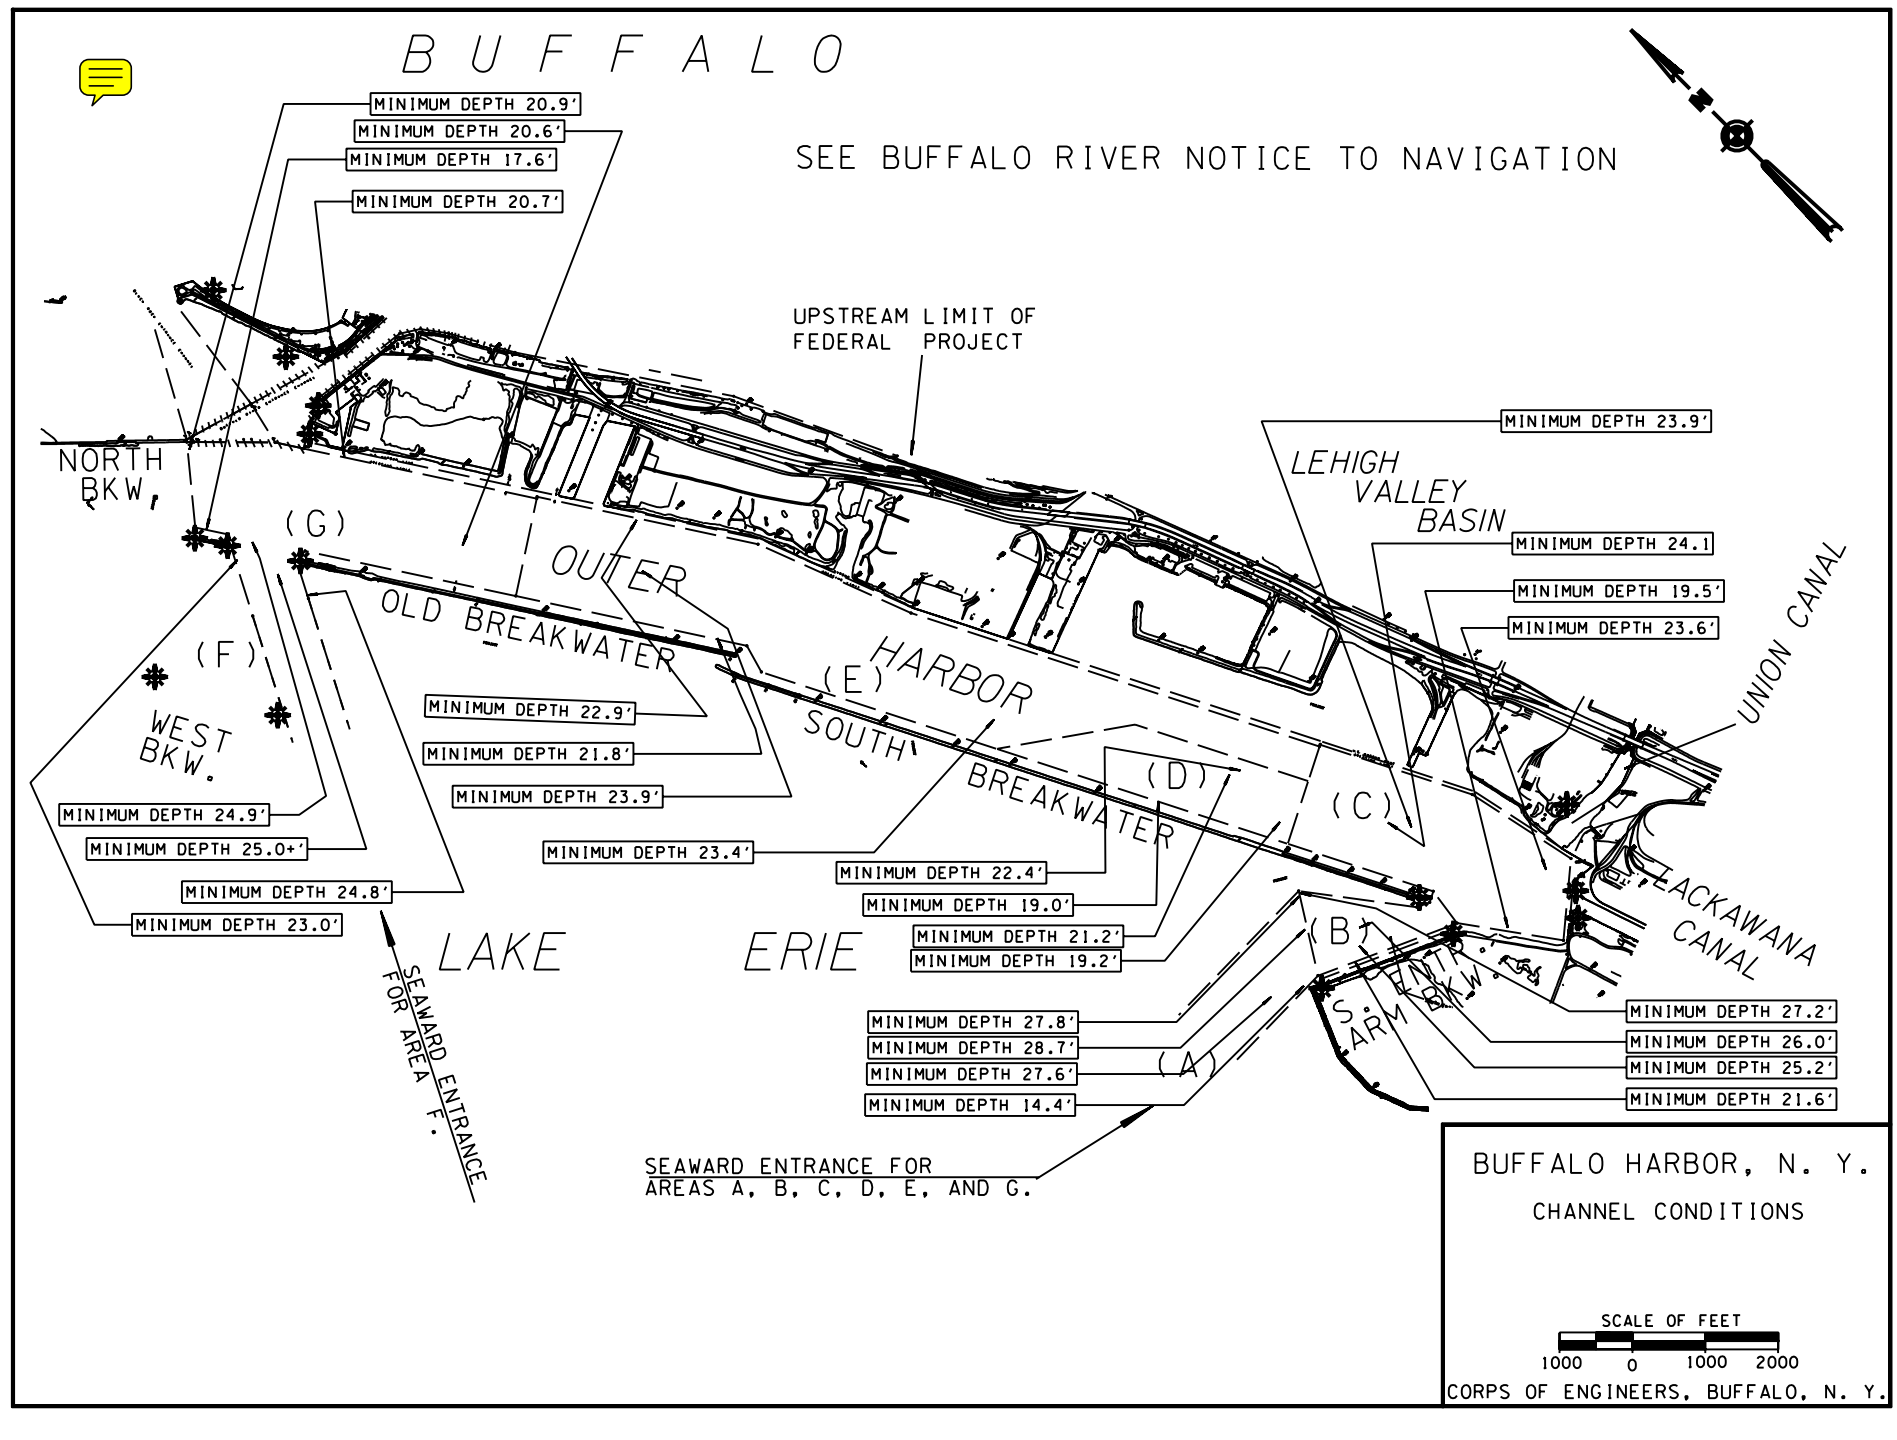 BUFFALO
MINIMUM DEPTH 20.9'
MINIMUM DEPTH 20.6'
MINIMUM DEPTH 17.6'
MINIMUM DEPTH 20.7'
SEE BUFFALO RIVER NOTICE TO NAVIGATION
N
UPSTREAM LIMIT OF
FEDERAL PROJECT
MINIMUM DEPTH 23.9'
LEHIGH
VALLEY
BASIN
MINIMUM DEPTH 24.1
MINIMUM DEPTH 19.5'
MINIMUM DEPTH 23.6'
UNION CANAL
NORTH
BKW
(G)
OUTER
HARBOR
OLD BREAKWATER
(F)
(E)
WEST
BKW.
SOUTH
BREAKWATER
(D)
(C)
MINIMUM DEPTH 22.9'
MINIMUM DEPTH 21.8'
MINIMUM DEPTH 23.9'
MINIMUM DEPTH 24.9'
MINIMUM DEPTH 25.0+'
MINIMUM DEPTH 24.8'
MINIMUM DEPTH 23.0'
MINIMUM DEPTH 23.4'
MINIMUM DEPTH 22.4'
MINIMUM DEPTH 19.0'
MINIMUM DEPTH 21.2'
MINIMUM DEPTH 19.2'
LACKAWANA
CANAL
(B)
S. ENTR
ARM BKW
LAKE ERIE
SEAWARD ENTRANCE
FOR AREA F.
MINIMUM DEPTH 27.8'
MINIMUM DEPTH 28.7'
MINIMUM DEPTH 27.6'
MINIMUM DEPTH 14.4'
(A)
MINIMUM DEPTH 27.2'
MINIMUM DEPTH 26.0'
MINIMUM DEPTH 25.2'
MINIMUM DEPTH 21.6'
SEAWARD ENTRANCE FOR
AREAS A, B, C, D, E, AND G.
BUFFALO HARBOR, N. Y.
CHANNEL CONDITIONS
SCALE OF FEET
1000 0 1000 2000
CORPS OF ENGINEERS, BUFFALO, N. Y.